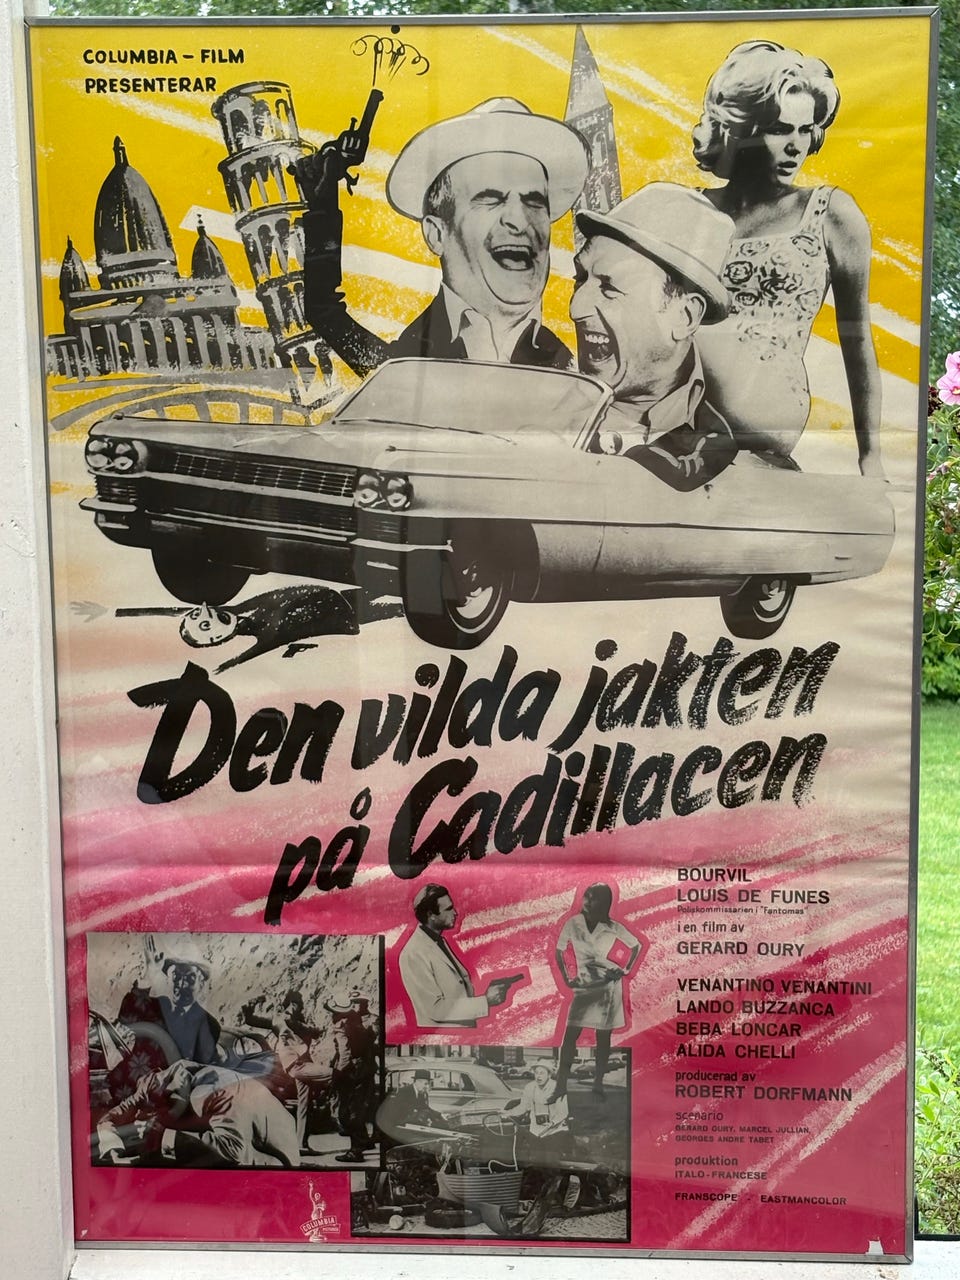 COLUMBIA – FILM
PRESENTERAR
Den vilda jakten
på Cadillacen
BOURVIL
LOUIS DE FUNES
Poliskommissarien i "Fantomas"
i en film av
GERARD OURY
VENANTINO VENANTINI
LANDO BUZZANCA
BEBA LONCAR
ALIDA CHELLI
producerad av
ROBERT DORFMANN
scenario
GERARD OURY, MARCEL JULLIAN,
GEORGES ANDRE TABET
produktion
ITALO-FRANCESE
FRANSCOPE - EASTMANCOLOR
COLUMBIA
PICTURES